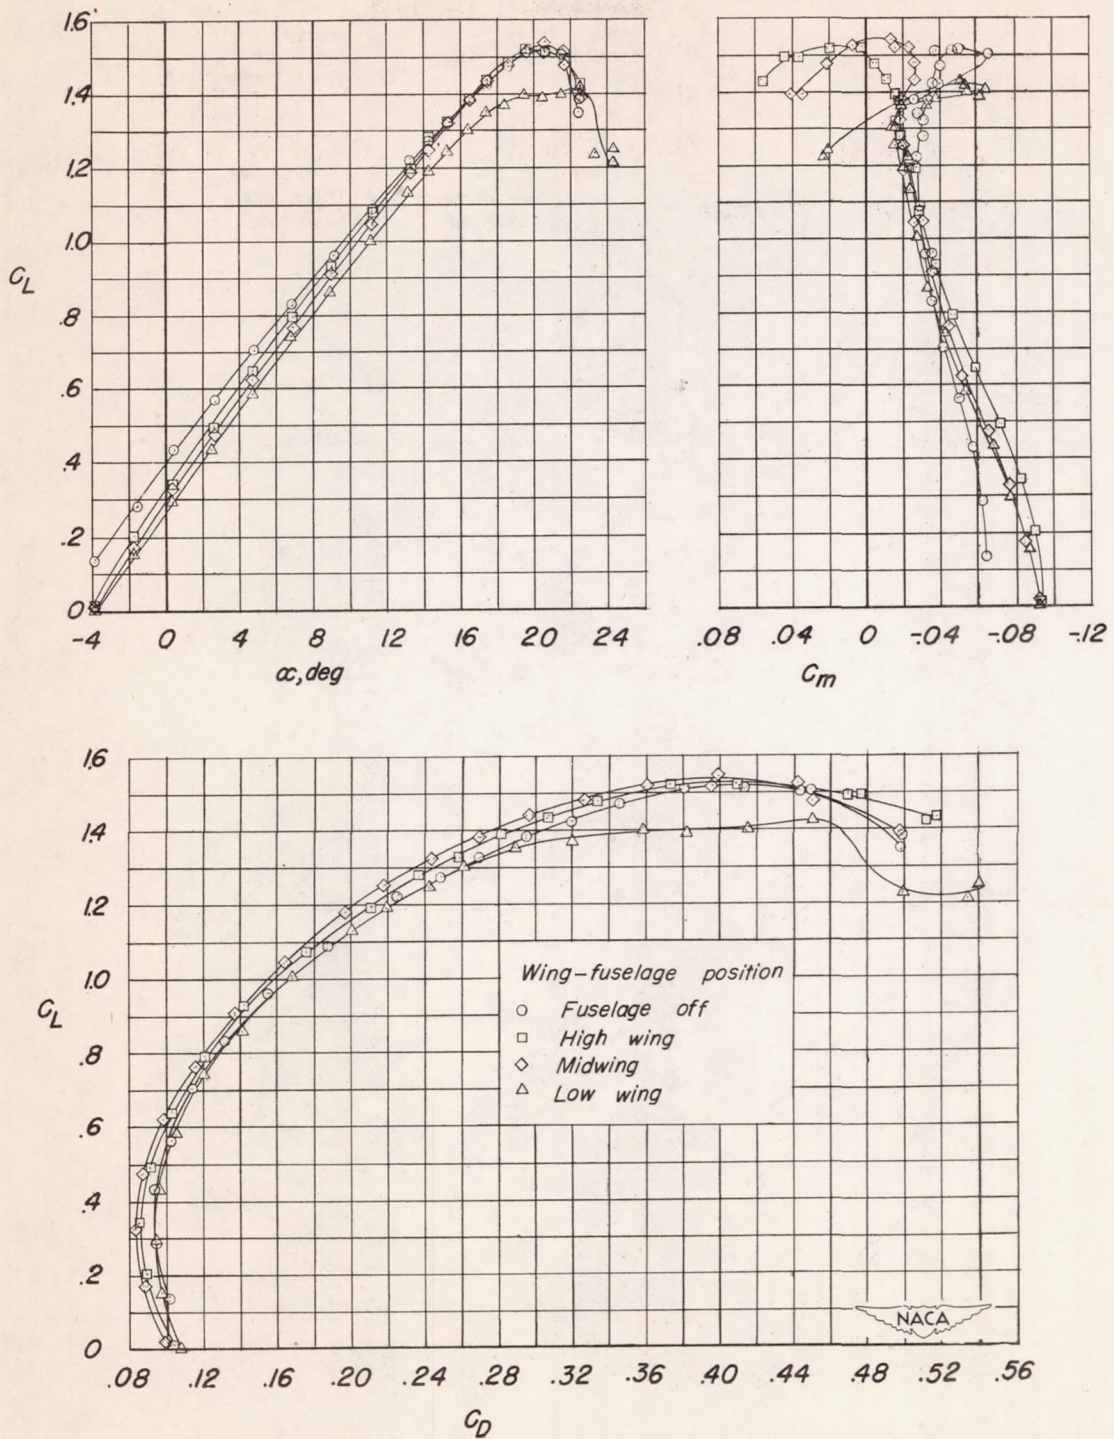 1.6
1.4
1.2
1.0
.8
.6
.4
.2
0
C_L
-4 0 4 8 12 16 20 24
α, deg
.08 .04 0 -.04 -.08 -.12
C_m
1.6
1.4
1.2
1.0
.8
.6
.4
.2
0
C_L
Wing-fuselage position
Fuselage off
High wing
Midwing
Low wing
NACA
.08 .12 .16 .20 .24 .28 .32 .36 .40 .44 .48 .52 .56
C_D